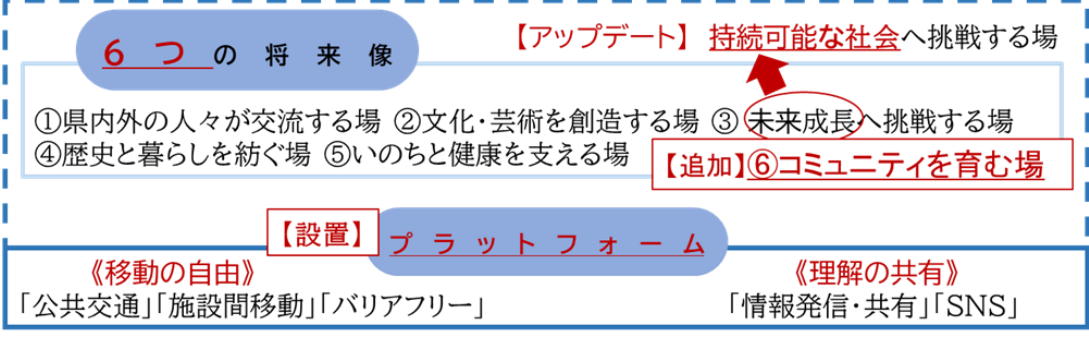 ６つの将来像
【アップデート】 持続可能な社会へ挑戦する場
①県内外の人々が交流する場 ②文化・芸術を創造する場 ③ 未来成長へ挑戦する場
④歴史と暮らしを紡ぐ場 ⑤いのちと健康を支える場
【追加】⑥コミュニティを育む場
【設置】
プラットフォーム
《移動の自由》
「公共交通」「施設間移動」「バリアフリー」
《理解の共有》
「情報発信・共有」「SNS」